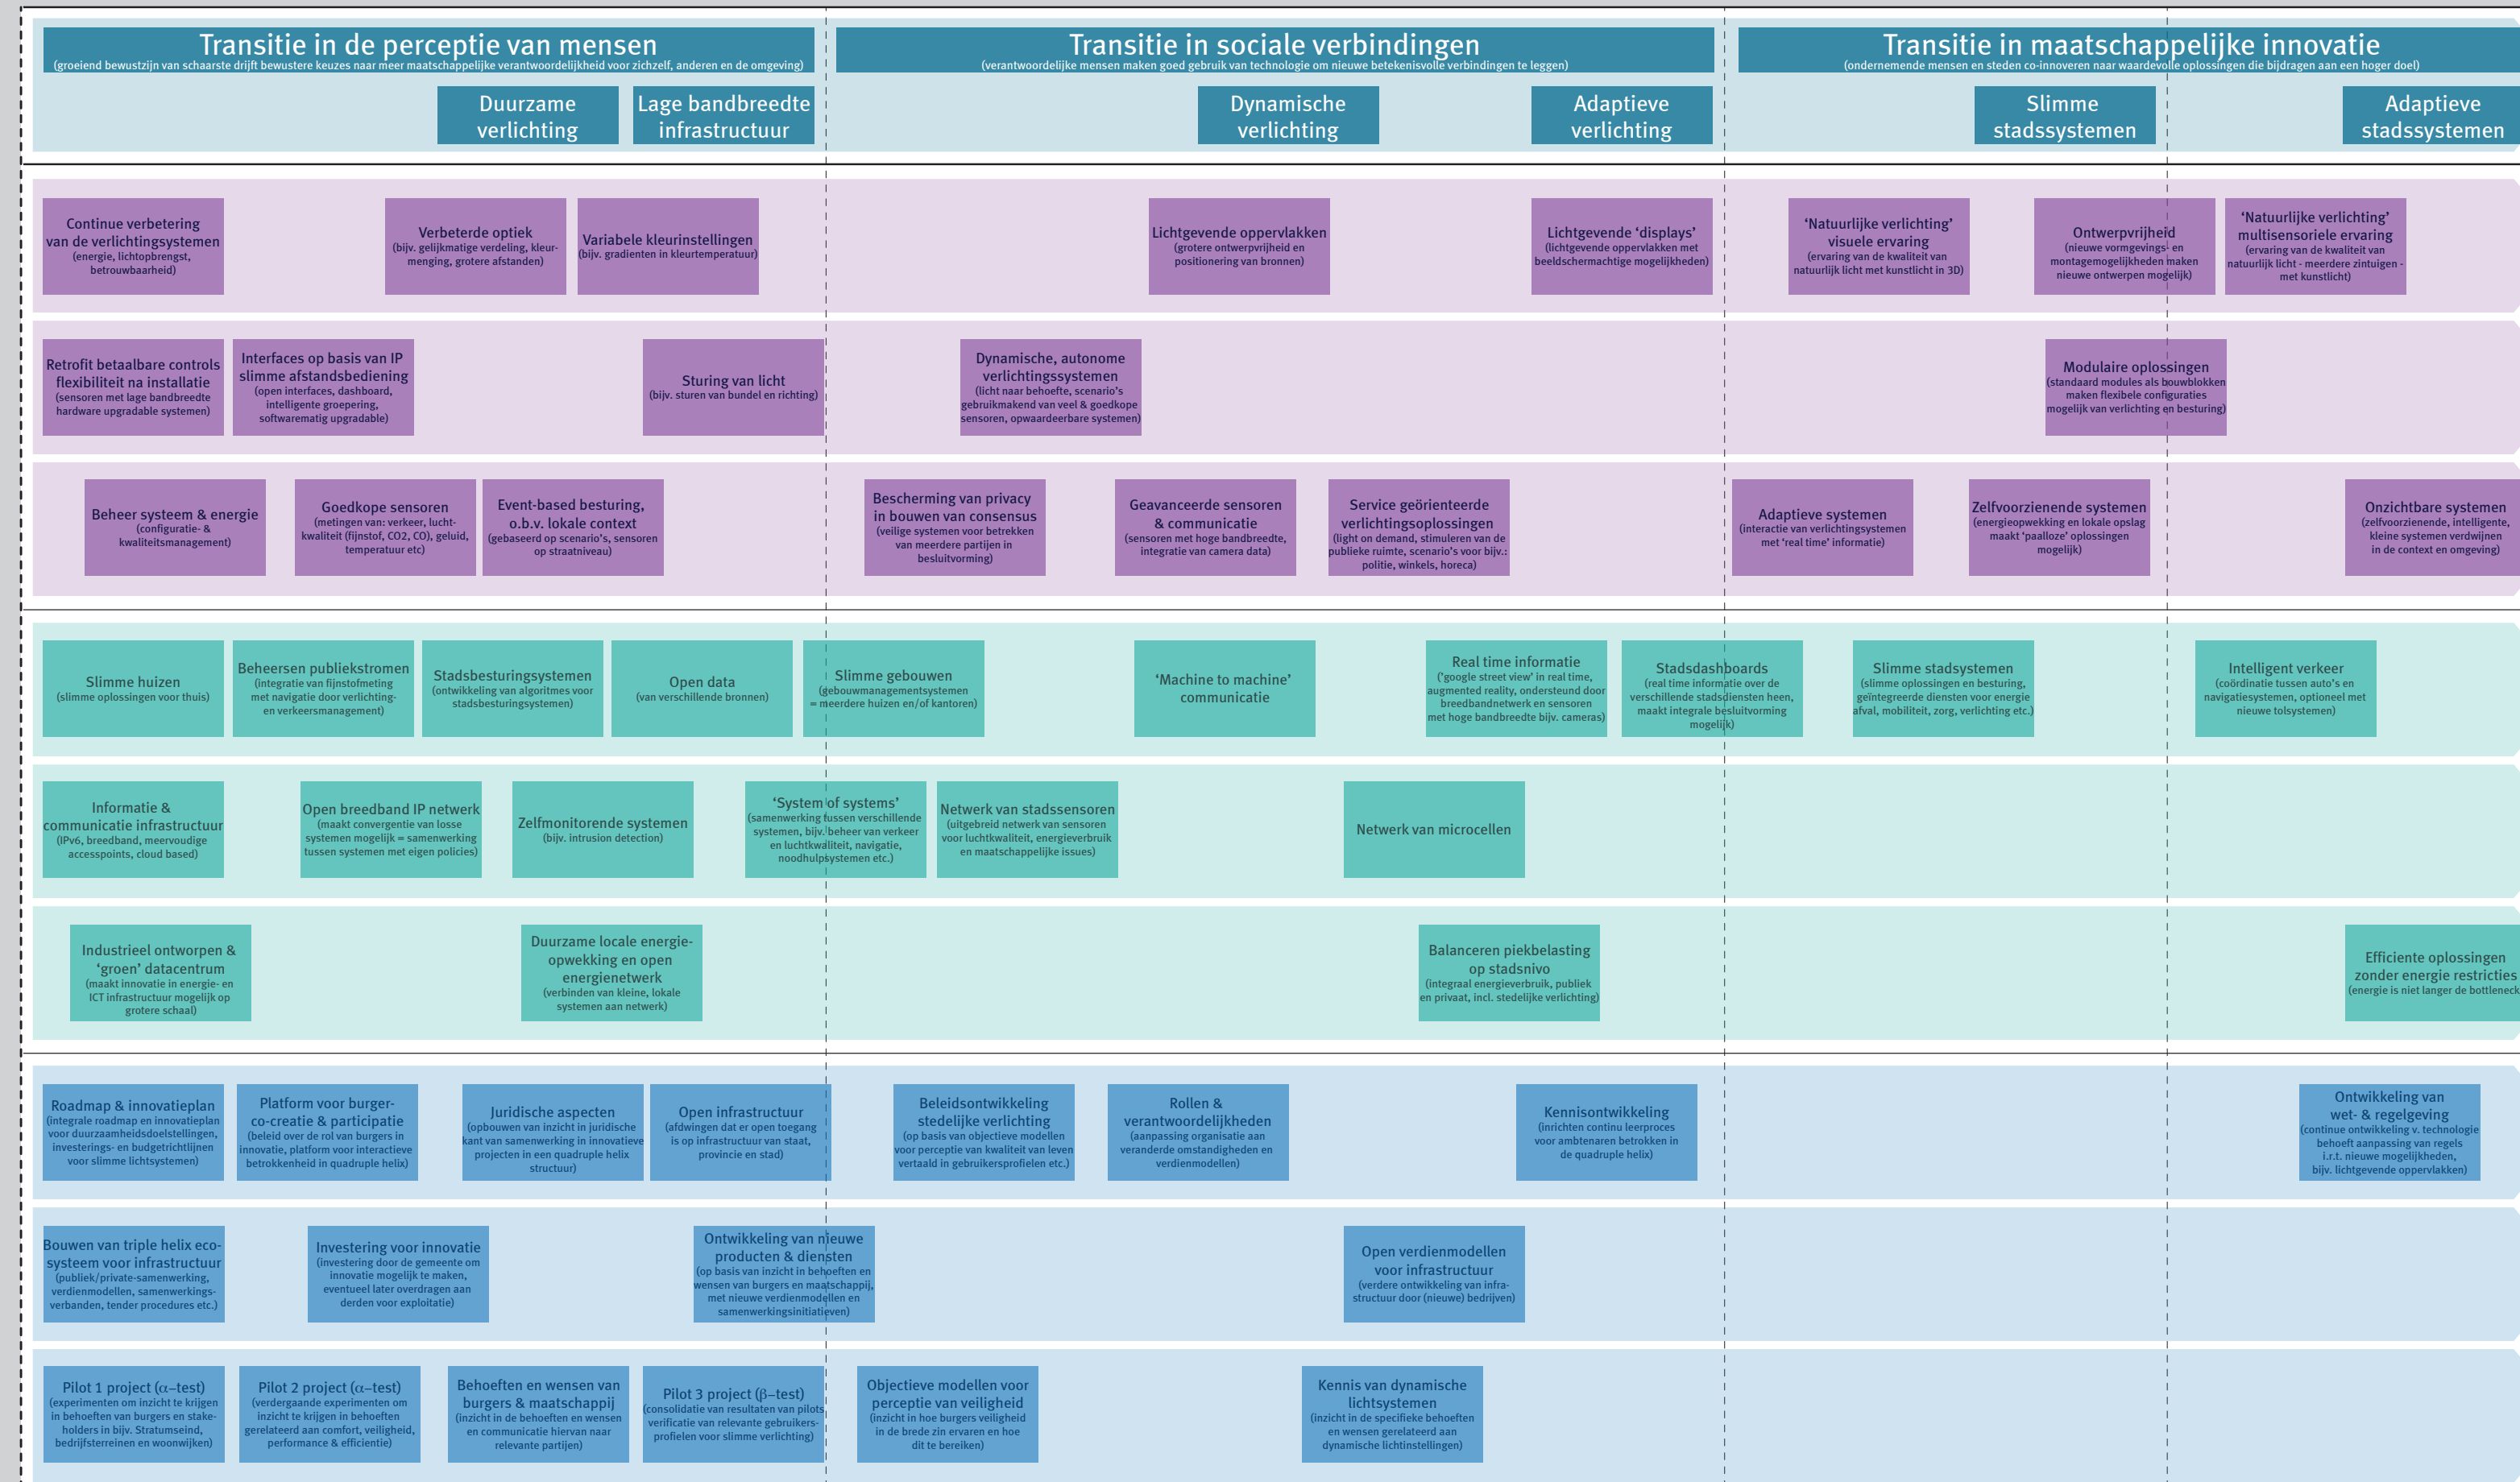 Transitie in de perceptie van mensen
(groeiend bewustzijn van schaarste drijft bewustere keuzes naar meer maatschappelijke verantwoordelijkheid voor zichzelf, anderen en de omgeving)
Transitie in sociale verbindingen
(verantwoordelijke mensen maken goed gebruik van technologie om nieuwe betekenisvolle verbindingen te leggen)
Transitie in maatschappelijke innovatie
(ondernemende mensen en steden co-innoveren naar waardevolle oplossingen die bijdragen aan een hoger doel)
Duurzame
verlichting
Lage bandbreedte
infrastructuur
Dynamische
verlichting
Adaptieve
verlichting
Slimme
stadssystemen
Adaptieve
stadssystemen
Continue verbetering
van de verlichtingsystemen
(energie, lichtopbrengst,
betrouwbaarheid)
Verbeterde optiek
(bijv. gelijkmatige verdeling, kleur-
menging, grotere afstanden)
Variabele kleurinstellingen
(bijv. gradienten in kleurtemperatuur)
Lichtgevende oppervlakken
(grotere ontwerpvrijheid en
positionering van bronnen)
Lichtgevende ‘displays’
(lichtgevende oppervlakken met
beeldschermachtige mogelijkheden)
‘Natuurlijke verlichting’
visuele ervaring
(ervaring van de kwaliteit van
natuurlijk licht met kunstlicht in 3D)
Ontwerpvrijheid
(nieuwe vormgevings- en
montagemogelijkheden maken
nieuwe ontwerpen mogelijk)
‘Natuurlijke verlichting’
multisensoriele ervaring
(ervaring van de kwaliteit van
natuurlijk licht - meerdere zintuigen -
met kunstlicht)
Retrofit betaalbare controls
flexibiliteit na installatie
(sensoren met lage bandbreedte
hardware upgradable systemen)
Interfaces op basis van IP
slimme afstandsbediening
(open interfaces, dashboard,
intelligente groepering,
softwarematig upgradable)
Sturing van licht
(bijv. sturen van bundel en richting)
Dynamische, autonome
verlichtingssystemen
(licht naar behoefte, scenario’s
gebruikmakend van veel & goedkope
sensoren, opwaardeerbare systemen)
Modulaire oplossingen
(standaard modules als bouwblokken
maken flexibele configuraties
mogelijk van verlichting en besturing)
Beheer systeem & energie
(configuratie- &
kwaliteitsmanagement)
Goedkope sensoren
(metingen van: verkeer, lucht-
kwaliteit (fijnstof, CO2, CO), geluid,
temperatuur etc)
Event-based besturing,
o.b.v. lokale context
(gebaseerd op scenario’s, sensoren
op straatniveau)
Bescherming van privacy
in bouwen van consensus
(veilige systemen voor betrekken
van meerdere partijen in
besluitvorming)
Geavanceerde sensoren
& communicatie
(sensoren met hoge bandbreedte,
integratie van camera data)
Service geörienteerde
verlichtingsoplossingen
(light on demand, stimuleren van de
publieke ruimte, scenario’s voor bijv.:
politie, winkels, horeca)
Adaptieve systemen
(interactie van verlichtingsystemen
met ‘real time’ informatie)
Zelfvoorzienende systemen
(energieopwekking en lokale opslag
maakt ‘paalloze’ oplossingen
mogelijk)
Onzichtbare systemen
(zelfvoorzienende, intelligente,
kleine systemen verdwijnen
in de context en omgeving)
Slimme huizen
(slimme oplossingen voor thuis)
Beheersen publiekstromen
(integratie van fijnstofmeting
met navigatie door verlichting-
en verkeersmanagement)
Stadsbesturingsystemen
(ontwikkeling van algoritmes voor
stadsbesturingsystemen)
Open data
(van verschillende bronnen)
Slimme gebouwen
(gebouwmanagementsystemen
= meerdere huizen en/of kantoren)
‘Machine to machine’
communicatie
Real time informatie
(‘google street view’ in real time,
augmented reality, ondersteund door
breedbandnetwerk en sensoren
met hoge bandbreedte bijv. cameras)
Stadsdashboards
(real time informatie over de
verschillende stadsdiensten heen,
maakt integrale besluitvorming
mogelijk)
Slimme stadsystemen
(slimme oplossingen en besturing,
geïntegreerde diensten voor energie
afval, mobiliteit, zorg, verlichting etc.)
Intelligent verkeer
(coördinatie tussen auto’s en
navigatiesystemen, optioneel met
nieuwe tolsystemen)
Informatie &
communicatie infrastructuur
(IPv6, breedband, meervoudige
accesspoints, cloud based)
Open breedband IP netwerk
(maakt convergentie van losse
systemen mogelijk = samenwerking
tussen systemen met eigen policies)
Zelfmonitorende systemen
(bijv. intrusion detection)
‘System of systems’
(samenwerking tussen verschillende
systemen, bijv. beheer van verkeer
en luchtkwaliteit, navigatie,
noodhulpsystemen etc.)
Netwerk van stadssensoren
(uitgebreid netwerk van sensoren
voor luchtkwaliteit, energieverbruik
en maatschappelijke issues)
Netwerk van microcellen
Industrieel ontworpen &
‘groen’ datacentrum
(maakt innovatie in energie- en
ICT infrastructuur mogelijk op
grotere schaal)
Duurzame locale energie-
opwekking en open
energienetwerk
(verbinden van kleine, lokale
systemen aan netwerk)
Balanceren piekbelasting
op stadsnivo
(integraal energieverbruik, publiek
en privaat, incl. stedelijke verlichting)
Efficiente oplossingen
zonder energie restricties
(energie is niet langer de bottleneck
Roadmap & innovatieplan
(integrale roadmap en innovatieplan
voor duurzaamheidsdoelstellingen,
investerings- en budgetrichtlijnen
voor slimme lichtsystemen)
Platform voor burger-
co-creatie & participatie
(beleid over de rol van burgers in
innovatie, platform voor interactieve
betrokkenheid in quadruple helix)
Juridische aspecten
(opbouwen van inzicht in juridische
kant van samenwerking in innovatieve
projecten in een quadruple helix
structuur)
Open infrastructuur
(afdwingen dat er open toegang
is op infrastructuur van staat,
provincie en stad)
Beleidsontwikkeling
stedelijke verlichting
(op basis van objectieve modellen
voor perceptie van kwaliteit van leven
vertaald in gebruikersprofielen etc.)
Rollen &
verantwoordelijkheden
(aanpassing organisatie aan
veranderde omstandigheden en
verdienmodellen)
Kennisontwikkeling
(inrichten continu leerproces
voor ambtenaren betrokken in
de quadruple helix)
Ontwikkeling van
wet- & regelgeving
(continue ontwikkeling v. technologie
behoeft aanpassing van regels
i.r.t. nieuwe mogelijkheden,
bijv. lichtgevende oppervlakken)
Bouwen van triple helix eco-
systeem voor infrastructuur
(publiek/private-samenwerking,
verdienmodellen, samenwerkings-
verbanden, tender procedures etc.)
Investering voor innovatie
(investering door de gemeente om
innovatie mogelijk te maken,
eventueel later overdragen aan
derden voor exploitatie)
Ontwikkeling van nieuwe
producten & diensten
(op basis van inzicht in behoeften en
wensen van burgers en maatschappij,
met nieuwe verdienmodellen en
samenwerkingsinitiatieven)
Open verdienmodellen
voor infrastructuur
(verdere ontwikkeling van infra-
structuur door (nieuwe) bedrijven)
Pilot 1 project (α–test)
(experimenten om inzicht te krijgen
in behoeften van burgers en stake-
holders in bijv. Stratumseind,
bedrijfsterreinen en woonwijken)
Pilot 2 project (α–test)
(verdergaande experimenten om
inzicht te krijgen in behoeften
gerelateerd aan comfort, veiligheid,
performance & efficientie)
Behoeften en wensen van
burgers & maatschappij
(inzicht in de behoeften en wensen
en communicatie hiervan naar
relevante partijen)
Pilot 3 project (β–test)
(consolidatie van resultaten van pilots
verificatie van relevante gebruikers-
profielen voor slimme verlichting)
Objectieve modellen voor
perceptie van veiligheid
(inzicht in hoe burgers veiligheid
in de brede zin ervaren en hoe
dit te bereiken)
Kennis van dynamische
lichtsystemen
(inzicht in de specifieke behoeften
en wensen gerelateerd aan
dynamische lichtinstellingen)